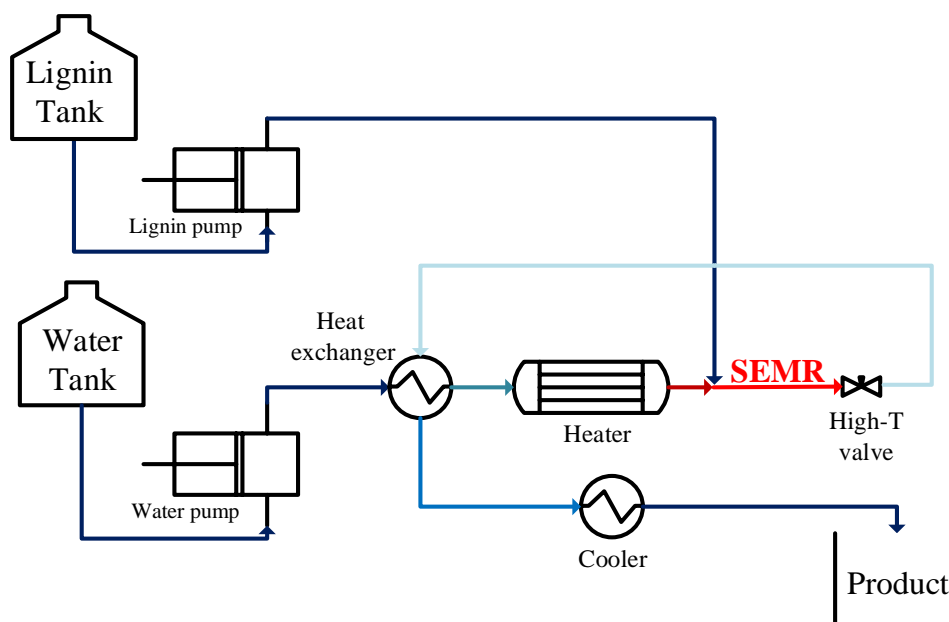 Lignin
Tank
Lignin pump
Water
Tank
Water pump
Heat
exchanger
Heater
SEMR
High-T
valve
Cooler
Product